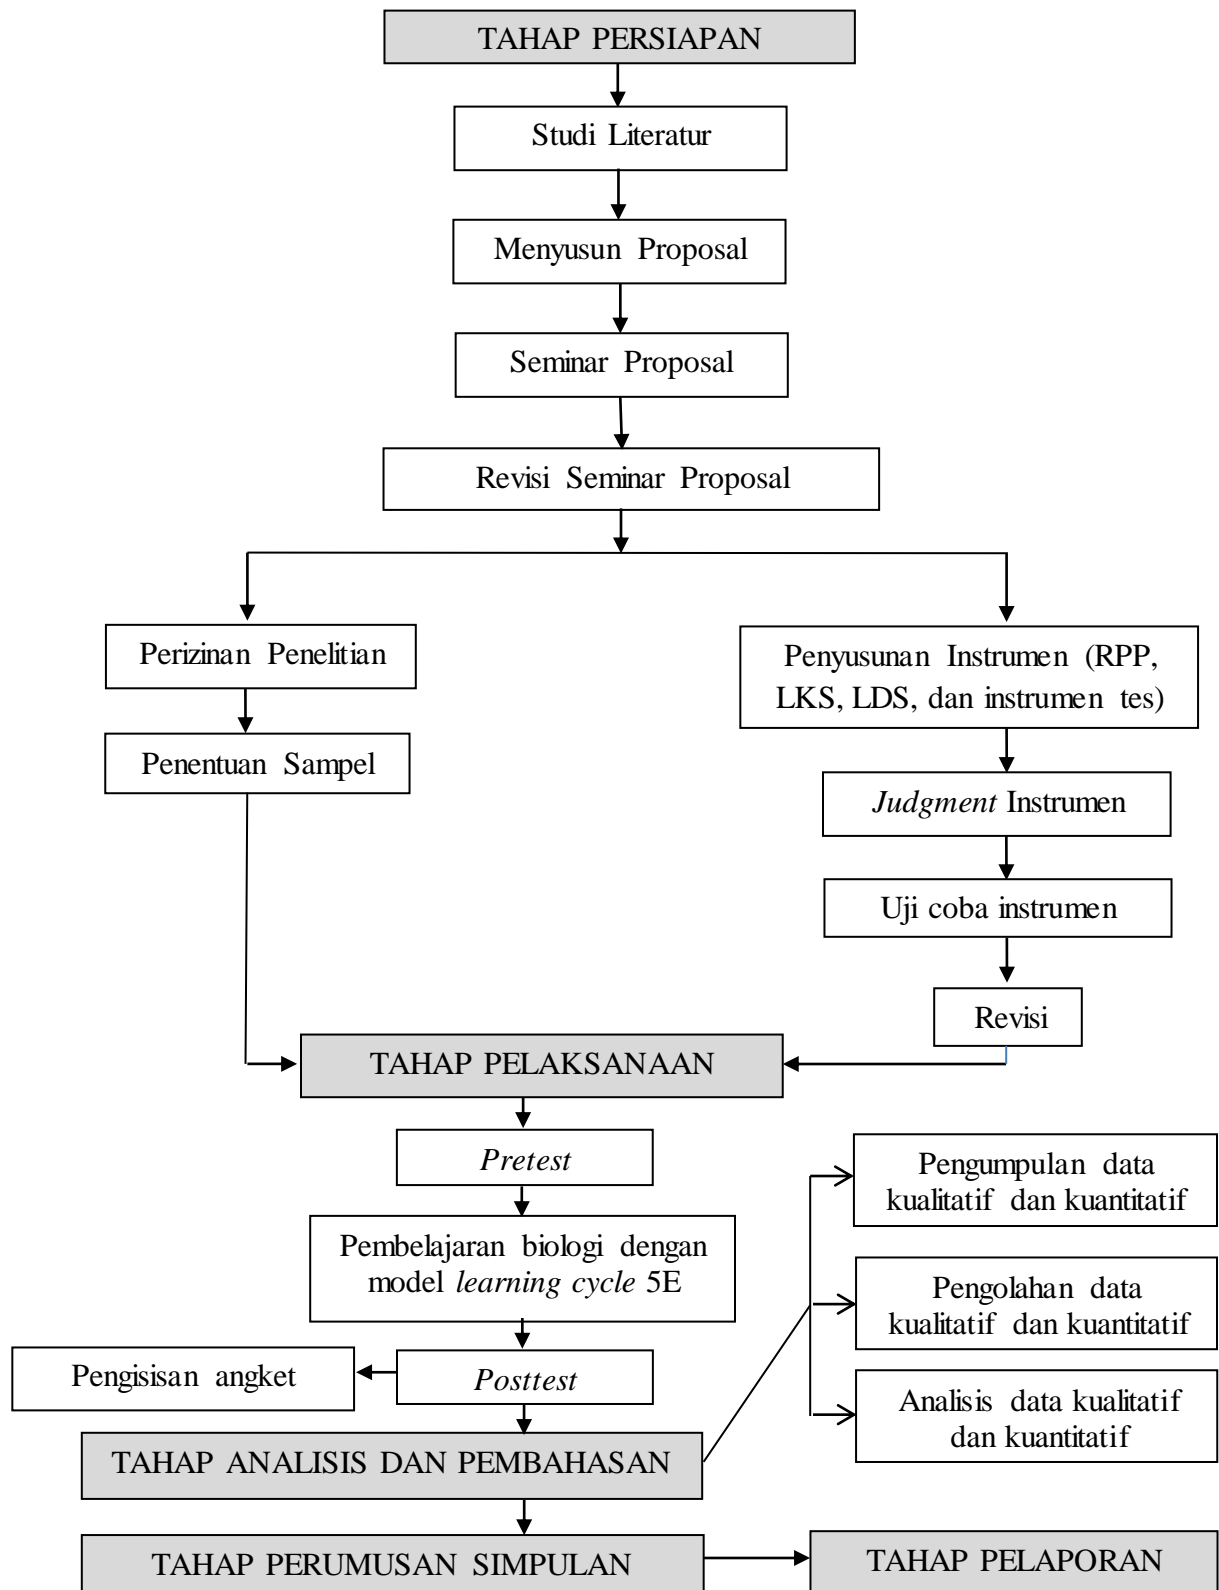 TAHAP PERSIAPAN
Studi Literatur
Menyusun Proposal
Seminar Proposal
Revisi Seminar Proposal
Perizinan Penelitian
Penentuan Sampel
Penyusunan Instrumen (RPP,
LKS, LDS, dan instrumen tes)
Judgment Instrumen
Uji coba instrumen
Revisi
TAHAP PELAKSANAAN
Pretest
Pembelajaran biologi dengan
model learning cycle 5E
Posttest
Pengisisan angket
TAHAP ANALISIS DAN PEMBAHASAN
Pengumpulan data
kualitatif dan kuantitatif
Pengolahan data
kualitatif dan kuantitatif
Analisis data kualitatif
dan kuantitatif
TAHAP PERUMUSAN SIMPULAN
TAHAP PELAPORAN